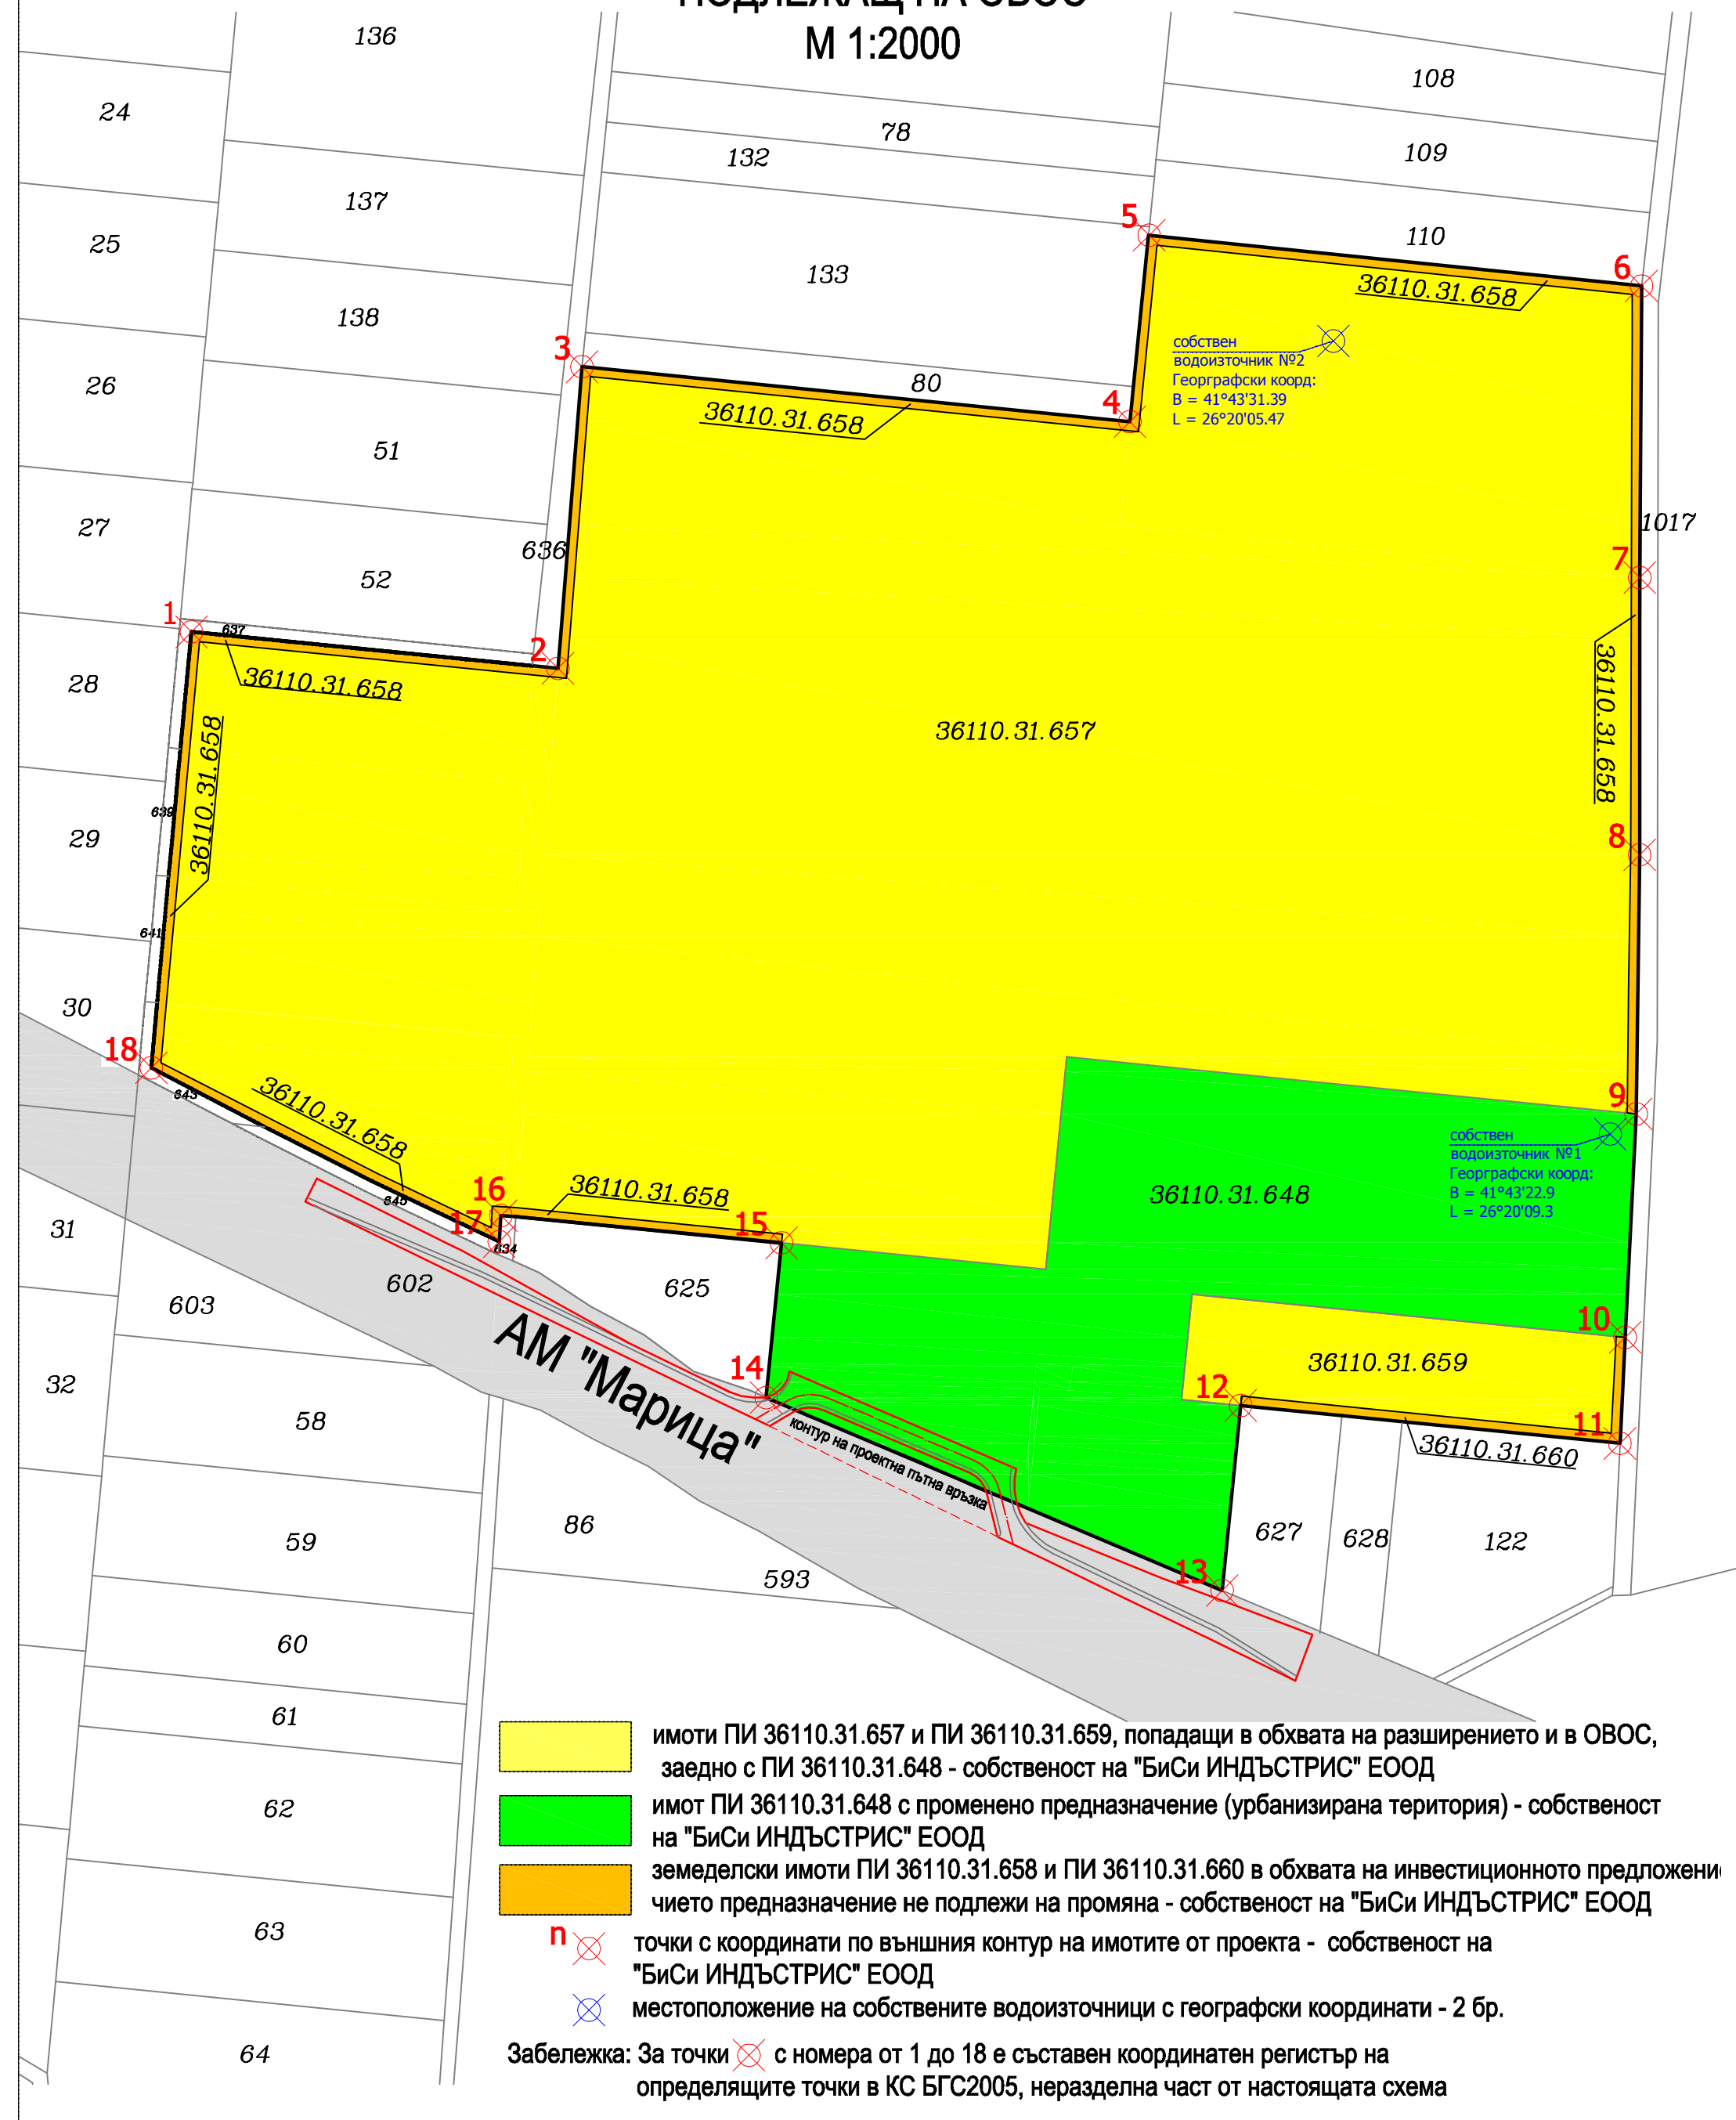 ПОДЛЕЖАЩ НА ОВОС
М 1:2000
136
108
24
78
109
132
137
25
5
110
133
6
36110.31.658
138
собствен
водоизточник №2
Георграфски коорд:
B = 41°43'31.39
L = 26°20'05.47
3
26
80
4
36110.31.658
51
27
636
1017
52
7
1
637
2
28
36110.31.658
36110.31.658
36110.31.658
36110.31.657
639
29
8
641
30
18
643
36110.31.658
9
собствен
водоизточник №1
Георграфски коорд:
B = 41°43'22.9
L = 26°20'09.3
16
36110.31.658
36110.31.648
645
17
15
634
31
602
625
603
10
АМ "Марица"
36110.31.659
14
12
32
58
контур на проектна пътна връзка
11
36110.31.660
59
86
627
628
122
593
13
60
61
имоти ПИ 36110.31.657 и ПИ 36110.31.659, попадащи в обхвата на разширението и в ОВОС,
заедно с ПИ 36110.31.648 - собственост на "БиСи ИНДЪСТРИС" ЕООД
62
имот ПИ 36110.31.648 с променено предназначение (урбанизирана територия) - собственост
на "БиСи ИНДЪСТРИС" ЕООД
земеделски имоти ПИ 36110.31.658 и ПИ 36110.31.660 в обхвата на инвестиционното предложени
чието предназначение не подлежи на промяна - собственост на "БиСи ИНДЪСТРИС" ЕООД
63
n
точки с координати по външния контур на имотите от проекта - собственост на
"БиСи ИНДЪСТРИС" ЕООД
местоположение на собствените водоизточници с географски координати - 2 бр.
64
Забележка: За точки с номера от 1 до 18 е съставен координатен регистър на
определящите точки в КС БГС2005, неразделна част от настоящата схема